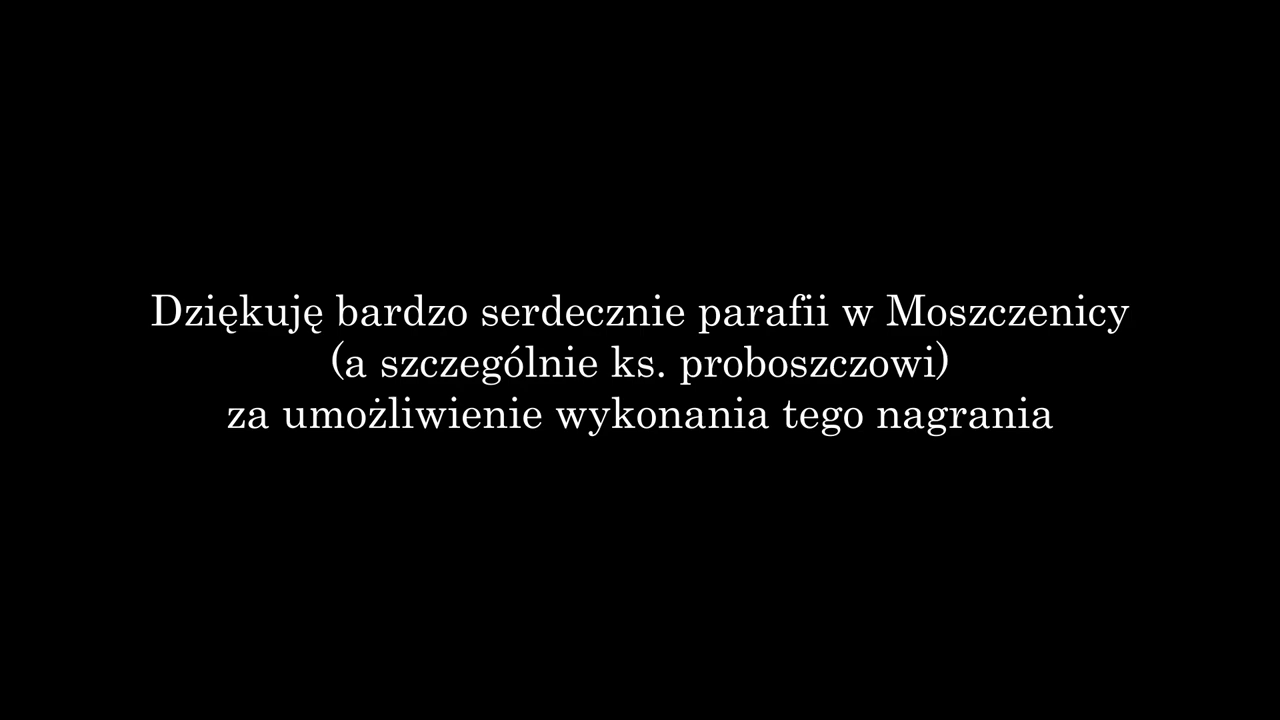 Dziękuję bardzo serdecznie parafii w Moszczenicy
(a szczególnie ks. proboszczowi)
za umożliwienie wykonania tego nagrania